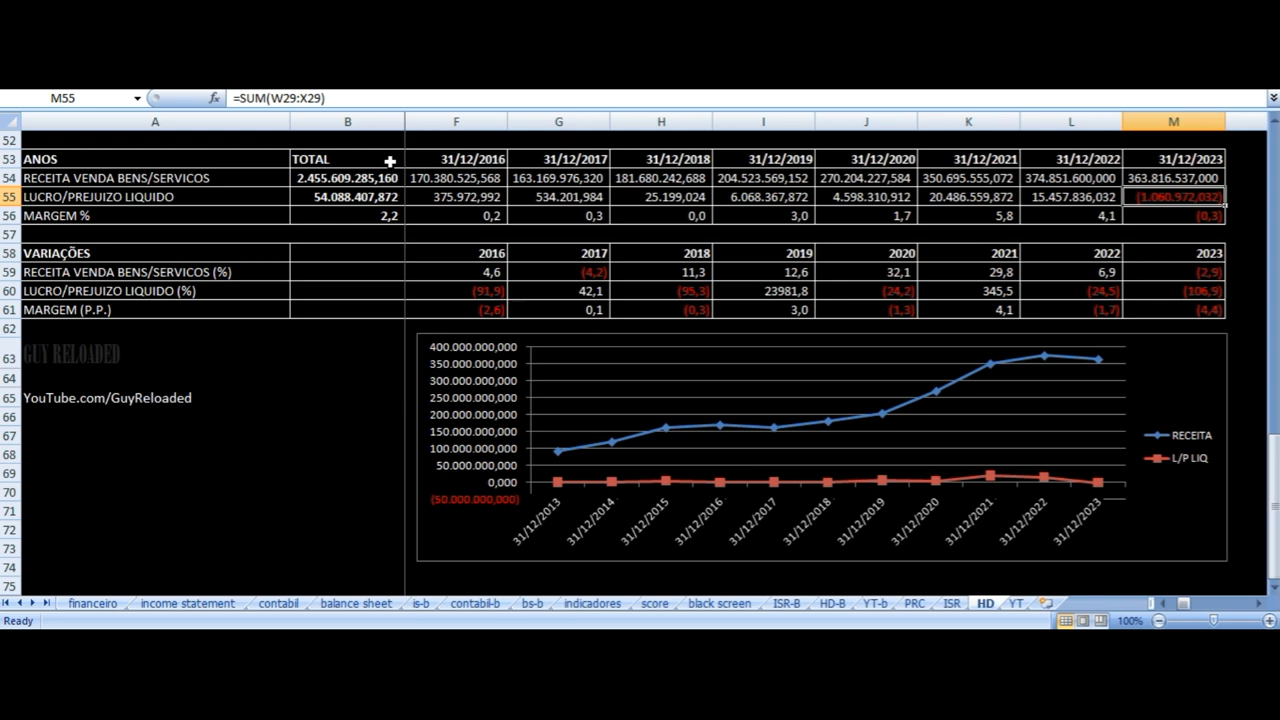 M55 fx =SUM(W29:X29)
A B F G H I J K L M
52
53 ANOS TOTAL 31/12/2016 31/12/2017 31/12/2018 31/12/2019 31/12/2020 31/12/2021 31/12/2022 31/12/2023
54 RECEITA VENDA BENS/SERVICOS 2.455.609.285,160 170.380.525,568 163.169.976,320 181.680.242,688 204.523.569,152 270.204.227,584 350.695.555,072 374.851.600,000 363.816.537,000
55 LUCRO/PREJUIZO LIQUIDO 54.088.407,872 375.972,992 534.201,984 25.199,024 6.068.367,872 4.598.310,912 20.486.559,872 15.457.836,032 (1.060.972,032)
56 MARGEM % 2,2 0,2 0,3 0,0 3,0 1,7 5,8 4,1 (0,3)
57
58 VARIAÇÕES 2016 2017 2018 2019 2020 2021 2022 2023
59 RECEITA VENDA BENS/SERVICOS (%) 4,6 (4,2) 11,3 12,6 32,1 29,8 6,9 (2,9)
60 LUCRO/PREJUIZO LIQUIDO (%) (91,9) 42,1 (95,3) 23981,8 (24,2) 345,5 (24,5) (106,9)
61 MARGEM (P.P.) (2,6) 0,1 (0,3) 3,0 (1,3) 4,1 (1,7) (4,4)
62
63 GUY RELOADED
64
65 YouTube.com/GuyReloaded
66
67
68
69
70
71
72
73
74
75
400.000.000,000
350.000.000,000
300.000.000,000
250.000.000,000
200.000.000,000
150.000.000,000
100.000.000,000
50.000.000,000
0,000
(50.000.000,000)
31/12/2013 31/12/2014 31/12/2015 31/12/2016 31/12/2017 31/12/2018 31/12/2019 31/12/2020 31/12/2021 31/12/2022 31/12/2023
RECEITA
L/P LIQ
financeiro income statement contabil balance sheet is-b contabil-b bs-b indicadores score black screen ISR-B HD-B YT-b PRC ISR HD YT
Ready 100%